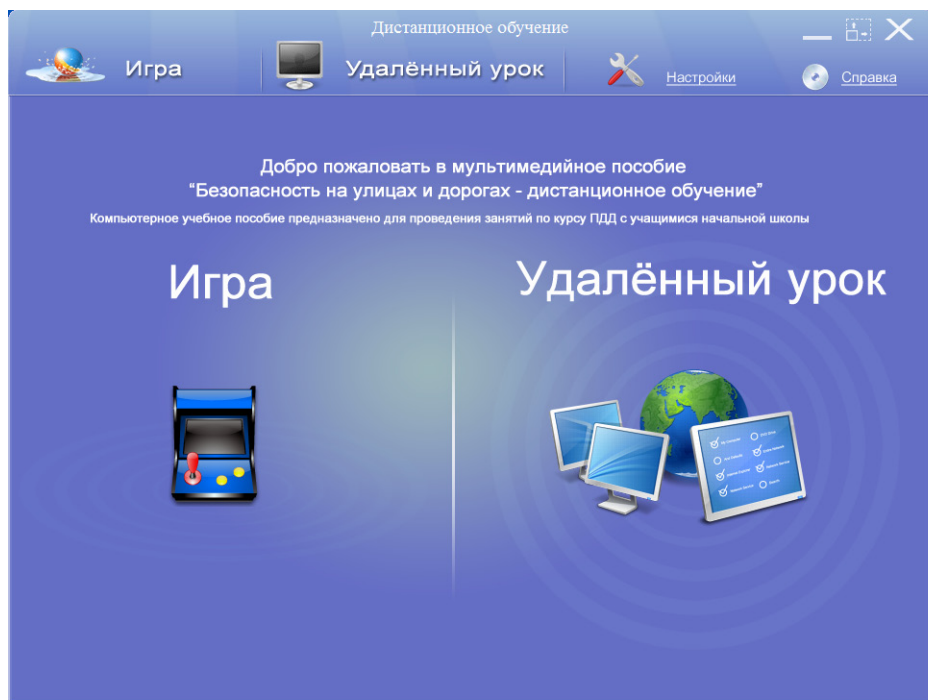 Дистанционное обучение
Игра
Удалённый урок
Настройки
Справка
Добро пожаловать в мультимедийное пособие
“Безопасность на улицах и дорогах - дистанционное обучение”
Компьютерное учебное пособие предназначено для проведения занятий по курсу ПДД с учащимися начальной школы
Игра
Удалённый урок